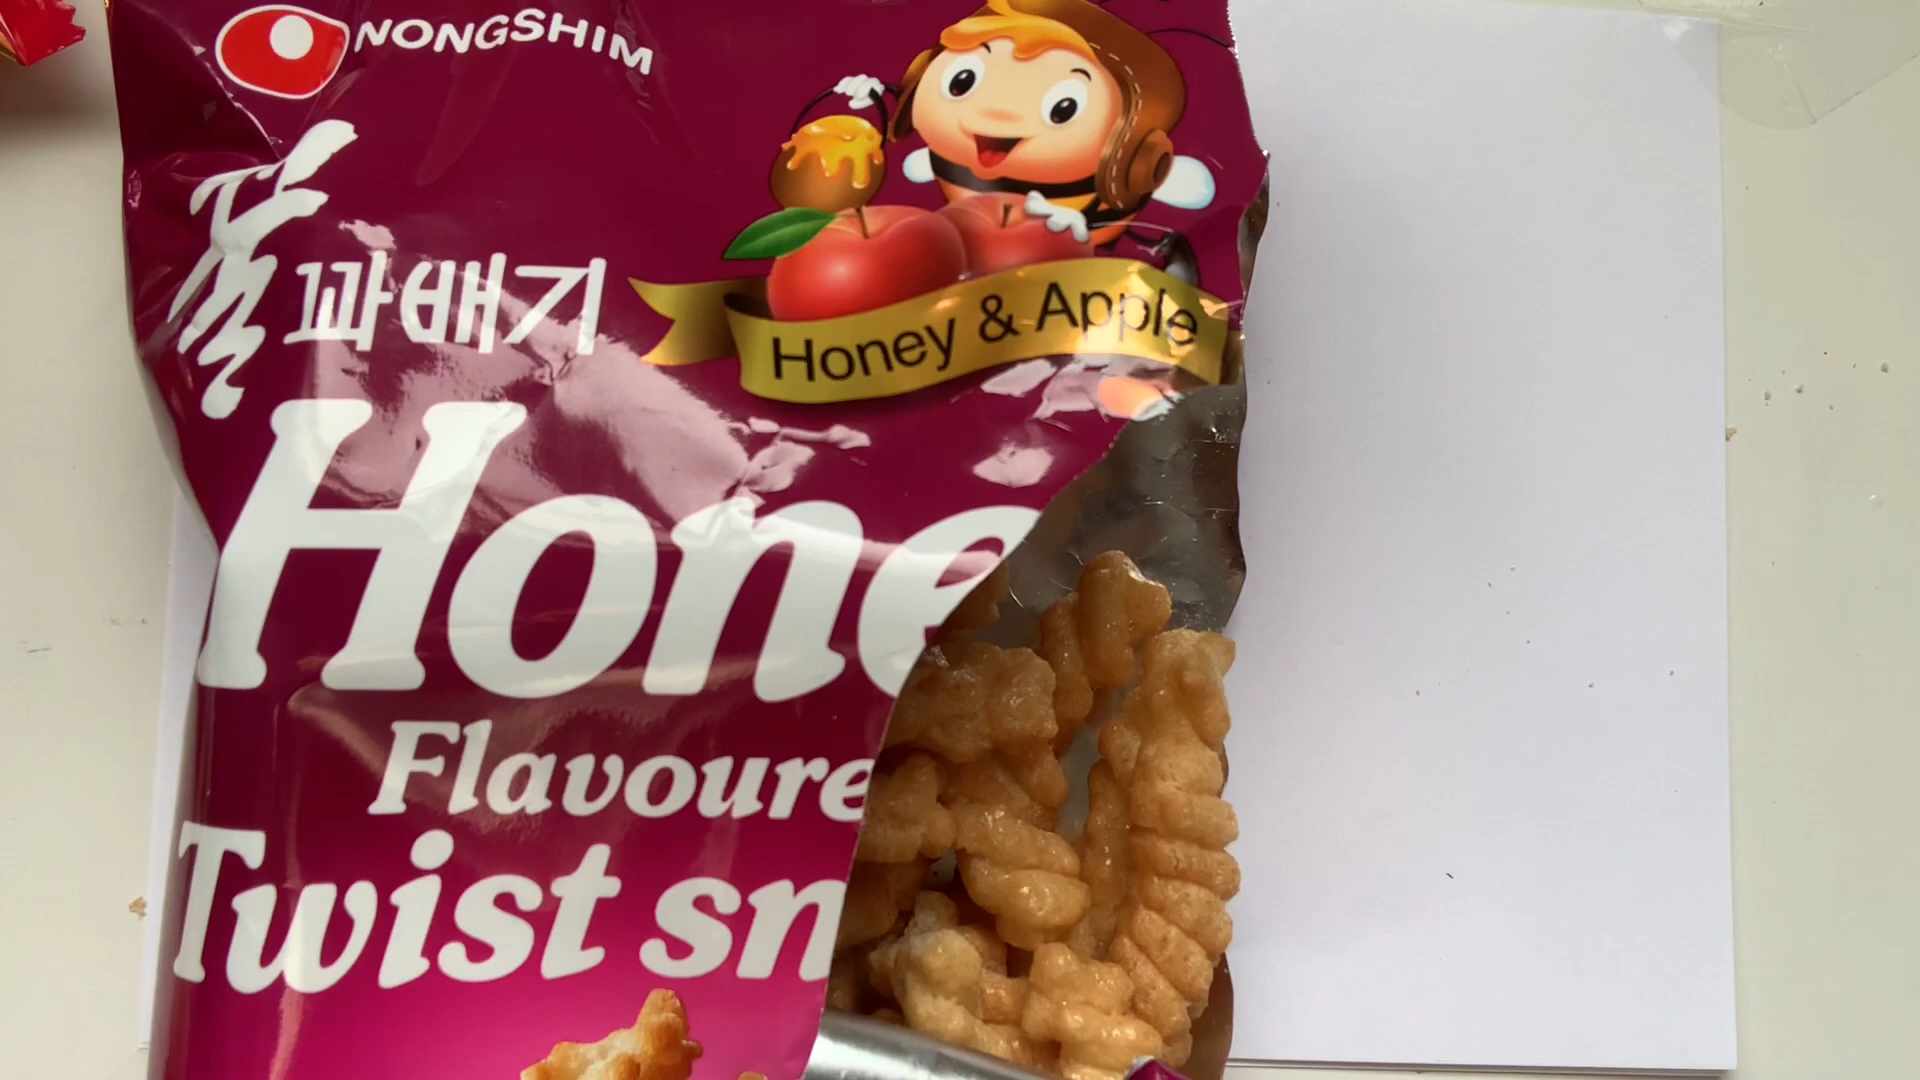 NONGSHIM
꿀꽈배기
Honey & Apple
Hone
Flavoure
Twist sn